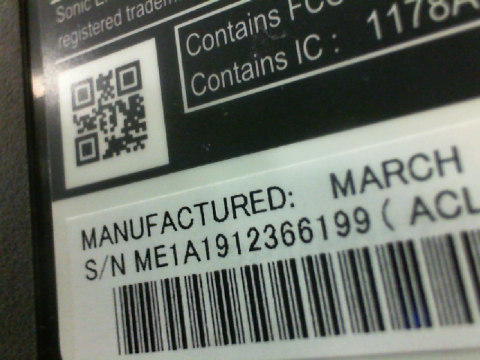 Sonic
registered tradem
Contains FC
Contains IC : 1178A
MANUFACTURED: MARCH
S/N ME1A1912366199 ( ACL